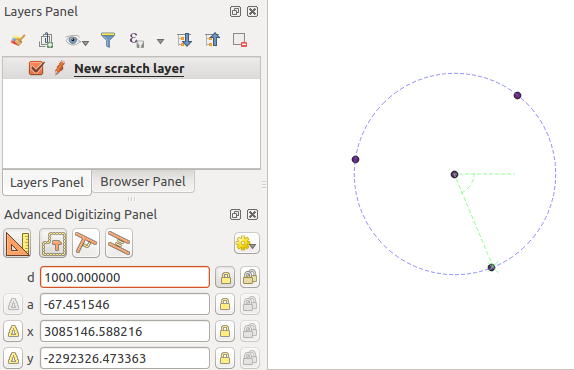 Layers Panel
New scratch layer
Layers Panel
Browser Panel
Advanced Digitizing Panel
d 1000.000000
a -67.451546
x 3085146.588216
y -2292326.473363